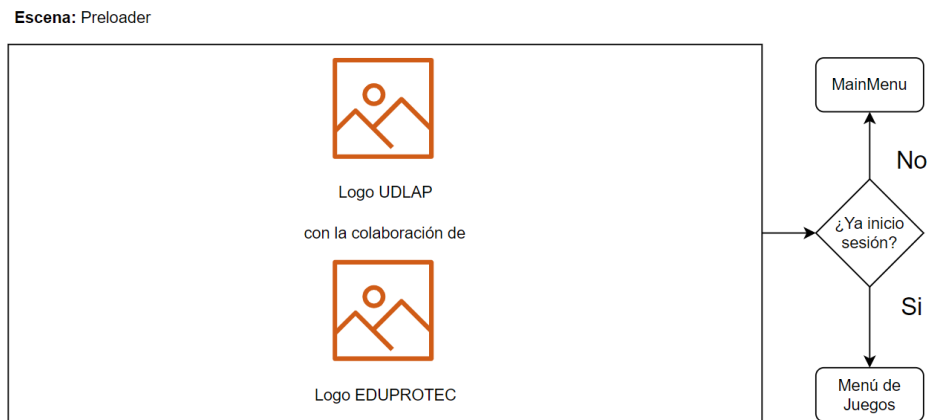 Escena: Preloader
Logo UDLAP
con la colaboración de
Logo EDUPROTEC
MainMenu
No
¿Ya inicio
sesión?
Si
Menú de
Juegos